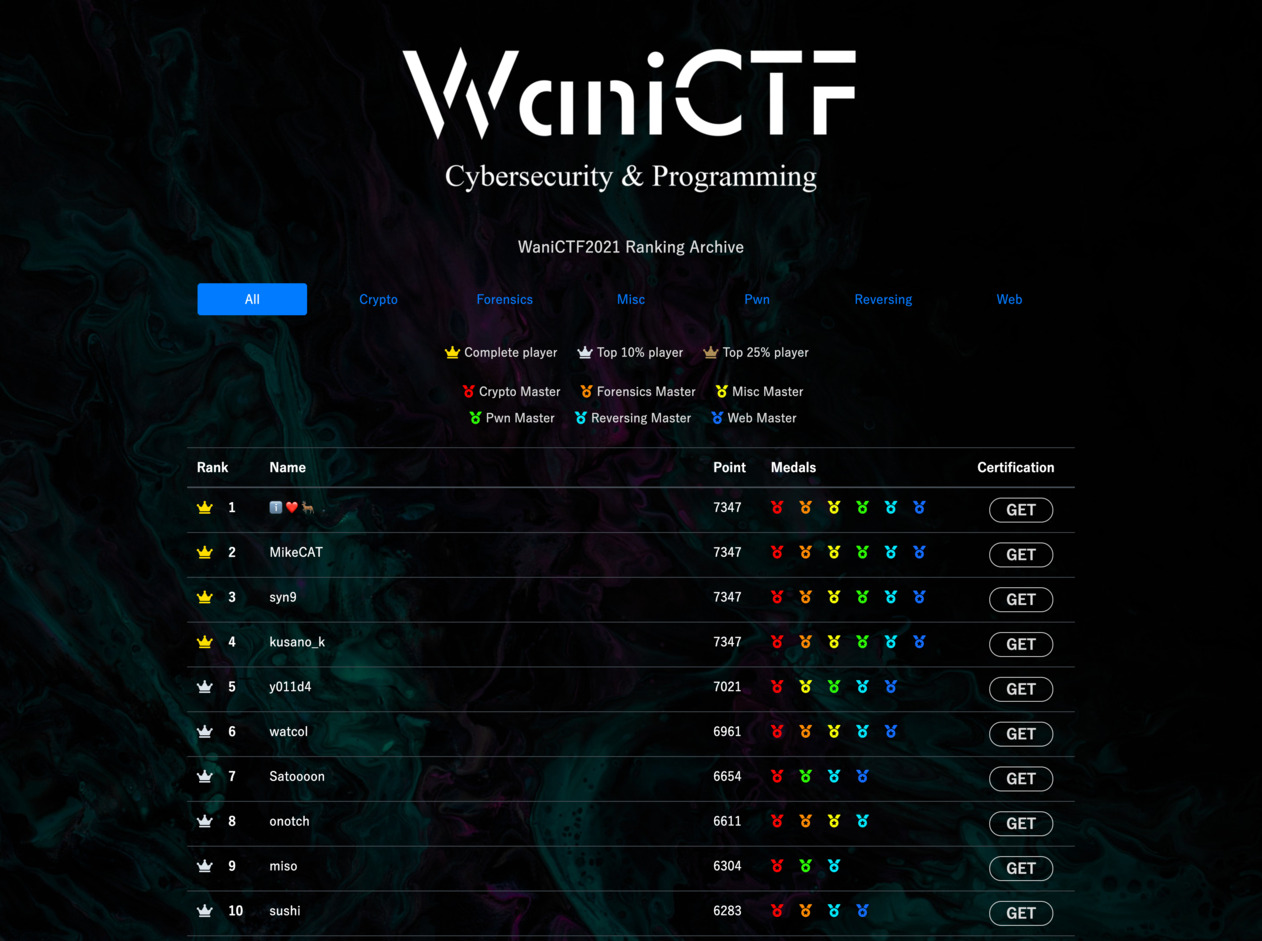 WaniCTF
Cybersecurity & Programming
WaniCTF2021 Ranking Archive
All Crypto Forensics Misc Pwn Reversing Web
Complete player Top 10% player Top 25% player
Crypto Master Forensics Master Misc Master
Pwn Master Reversing Master Web Master
Rank Name Point Medals Certification
1 ℹ️❤️🐐 7347 GET
2 MikeCAT 7347 GET
3 syn9 7347 GET
4 kusano_k 7347 GET
5 y011d4 7021 GET
6 watcol 6961 GET
7 Satoooon 6654 GET
8 onotch 6611 GET
9 miso 6304 GET
10 sushi 6283 GET